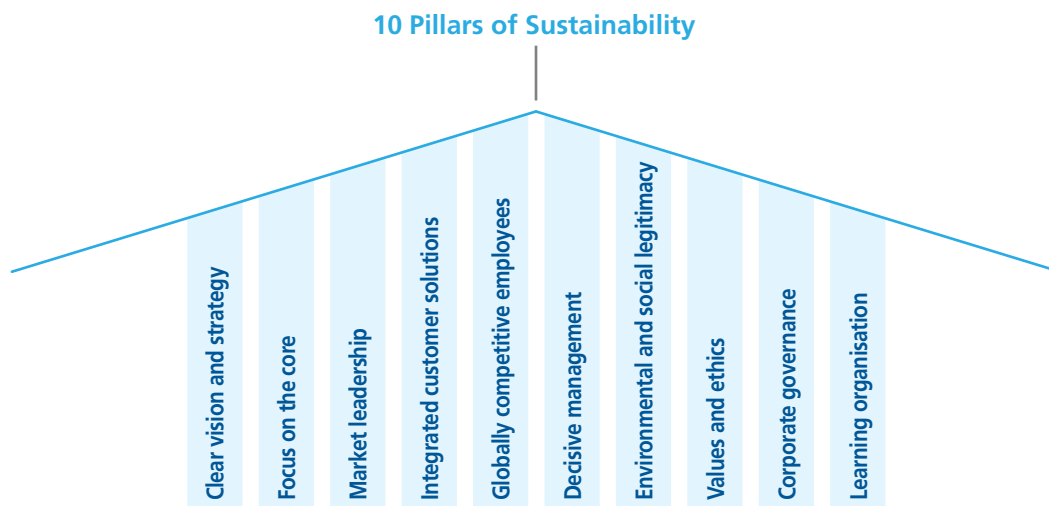 10 Pillars of Sustainability
Clear vision and strategy
Focus on the core
Market leadership
Integrated customer solutions
Globally competitive employees
Decisive management
Environmental and social legitimacy
Values and ethics
Corporate governance
Learning organisation